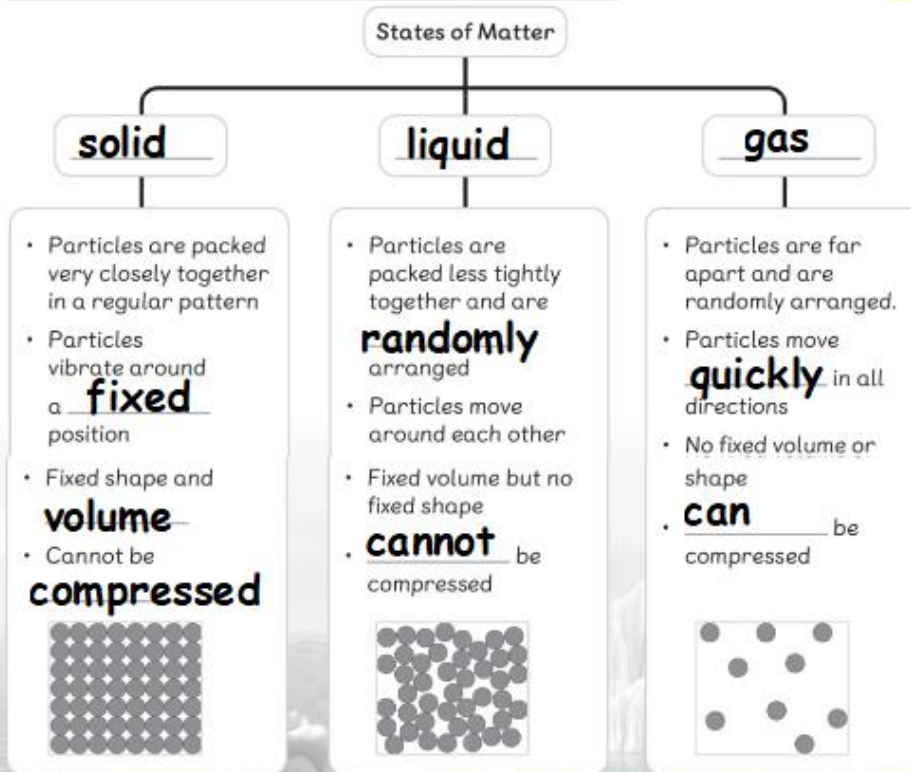 States of Matter
solid
liquid
gas
• Particles are packed
very closely together
in a regular pattern
• Particles
vibrate around
a fixed
position
• Fixed shape and
volume
• Cannot be
compressed
• Particles are
packed less tightly
together and are
randomly
arranged
• Particles move
around each other
• Fixed volume but no
fixed shape
• cannot be
compressed
• Particles are far
apart and are
randomly arranged.
• Particles move
quickly in all
directions
• No fixed volume or
shape
• can be
compressed